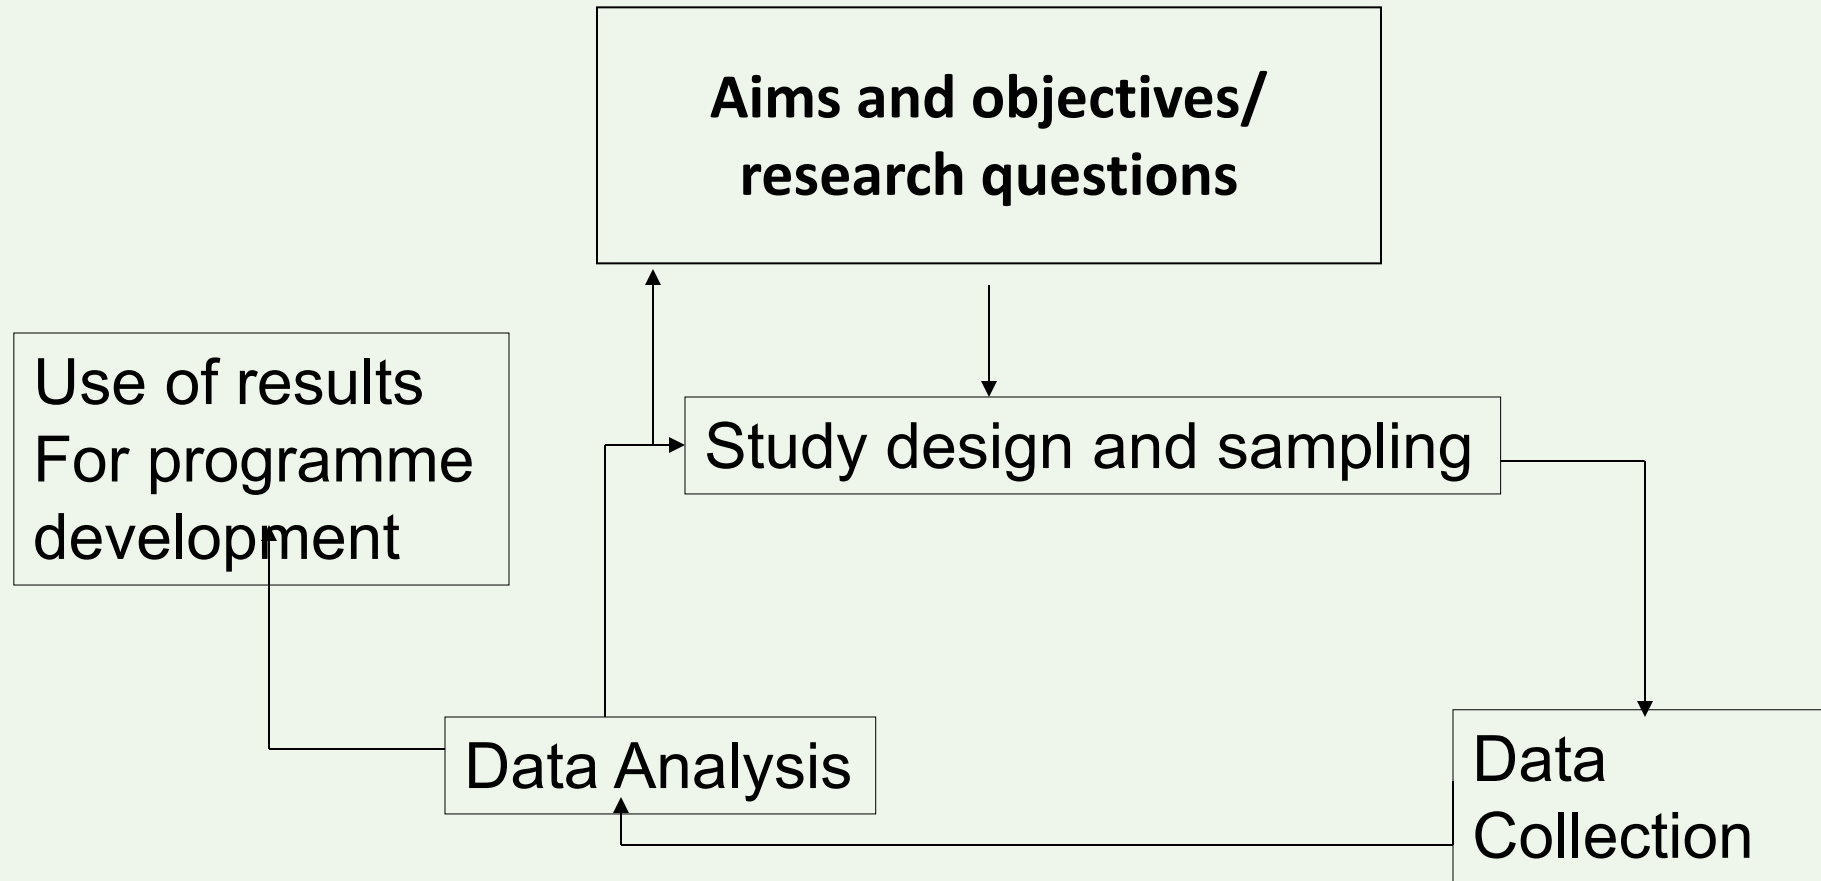 Aims and objectives/
research questions
Use of results
For programme
development
Study design and sampling
Data Analysis
Data
Collection